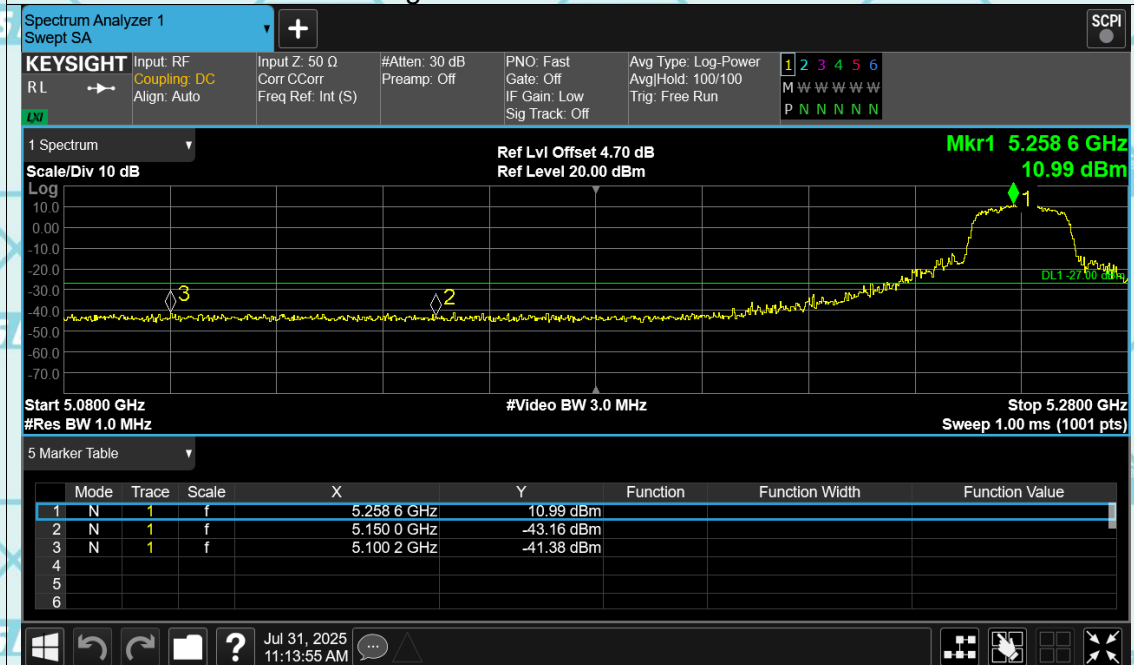 Spectrum Analyzer 1
Swept SA
+
SCPI
KEYSIGHT
RL
LXI
Input: RF
Coupling: DC
Align: Auto
Input Z: 50 Ω
Corr CCorr
Freq Ref: Int (S)
#Atten: 30 dB
Preamp: Off
PNO: Fast
Gate: Off
IF Gain: Low
Sig Track: Off
Avg Type: Log-Power
Avg|Hold: 100/100
Trig: Free Run
1 2 3 4 5 6
M W W W W W
P N N N N N
1 Spectrum
Scale/Div 10 dB
Ref Lvl Offset 4.70 dB
Ref Level 20.00 dBm
Mkr1 5.258 6 GHz
10.99 dBm
Log
10.0
0.00
-10.0
-20.0
-30.0
-40.0
-50.0
-60.0
-70.0
1
DL1 -27.00 dBm
3
2
Start 5.0800 GHz
#Video BW 3.0 MHz
Stop 5.2800 GHz
#Res BW 1.0 MHz
Sweep 1.00 ms (1001 pts)
5 Marker Table
Mode Trace Scale X Y Function Function Width Function Value
1 N 1 f 5.258 6 GHz 10.99 dBm
2 N 1 f 5.150 0 GHz -43.16 dBm
3 N 1 f 5.100 2 GHz -41.38 dBm
4
5
6
?
Jul 31, 2025
11:13:55 AM